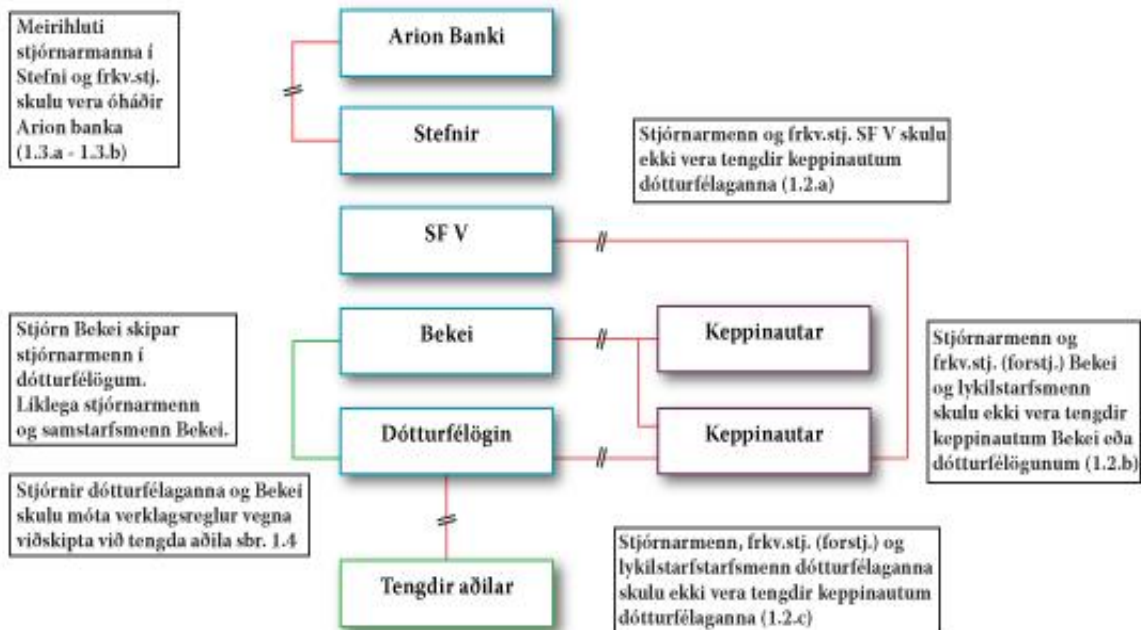 Meirihluti
stjórnarmanna í
Stefni og frkv.stj.
skulu vera óháðir
Arion banka
(1.3.a - 1.3.b)
Arion Banki
Stefnir
Stjórnarmenn og frkv.stj. SF V skulu
ekki vera tengdir keppinautum
dótturfélaganna (1.2.a)
SF V
Stjórn Bekei skipar
stjórnarmenn í
dótturfélögum.
Líklega stjórnarmenn
og samstarfsmenn Bekei.
Bekei
Keppinautar
Stjórnarmenn og
frkv.stj. (forstj.) Bekei
og lykilstarfsmenn
skulu ekki vera tengdir
keppinautum Bekei eða
dótturfélögunum (1.2.b)
Dótturfélögin
Keppinautar
Stjórnir dótturfélaganna og Bekei
skulu móta verklagsreglur vegna
viðskipta við tengda aðila sbr. 1.4
Tengdir aðilar
Stjórnarmenn, frkv.stj. (forstj.) og
lykilstarfstarfsmenn dótturfélaganna
skulu ekki vera tengdir keppinautum
dótturfélaganna (1.2.c)